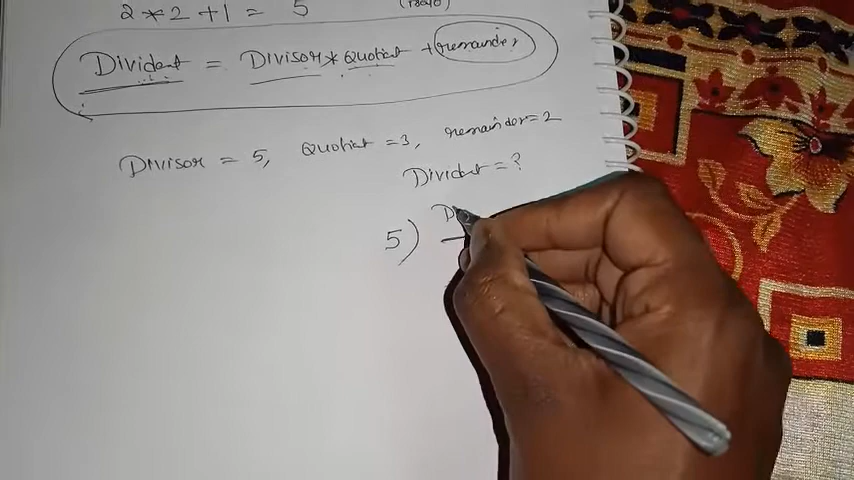 2 * 2 + 1 = 5
Divident = Divisor * Quotient + remainder
Divisor = 5, Quotient = 3, remainder = 2
Divident = ?
5)